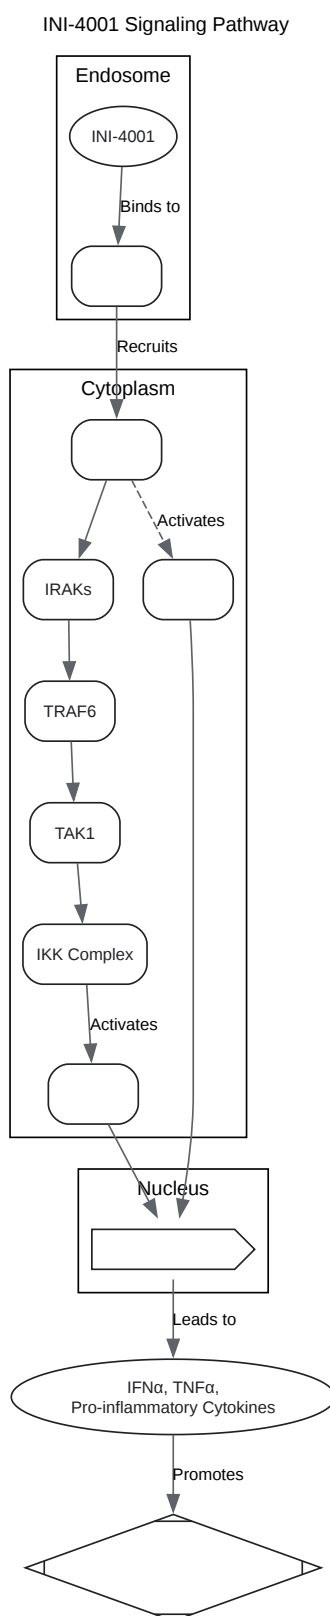 INI-4001 Signaling Pathway
Endosome
INI-4001
Binds to
Recruits
Cytoplasm
Activates
IRAKs
TRAF6
TAK1
IKK Complex
Activates
Nucleus
Leads to
IFNα, TNFα,
Pro-inflammatory Cytokines
Promotes